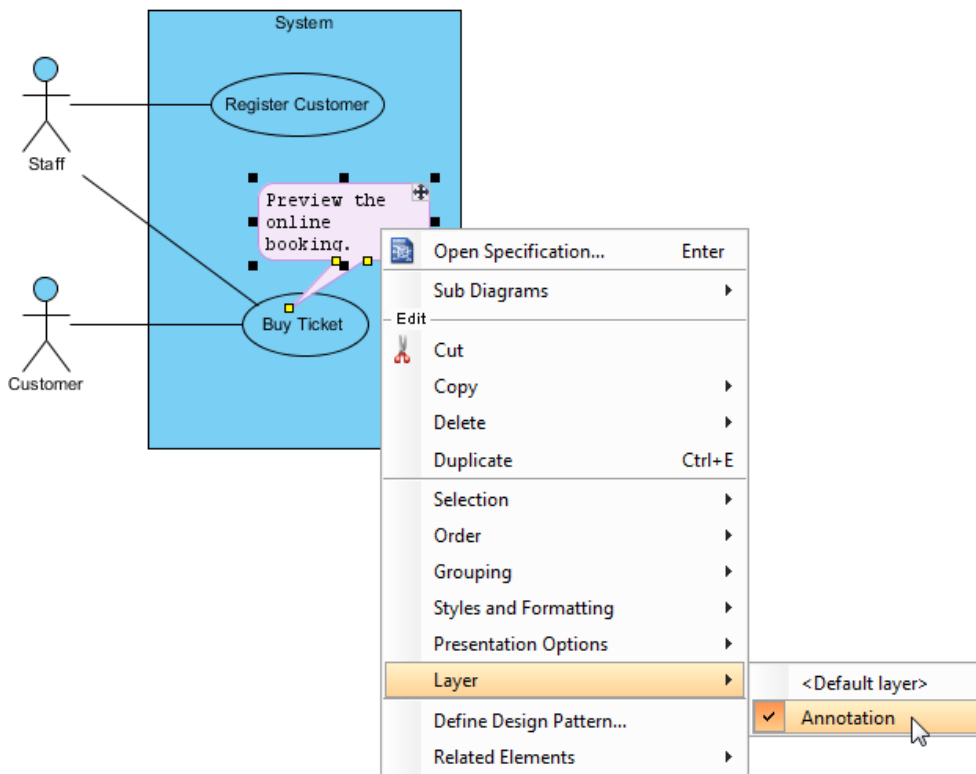 System
Register Customer
Staff
Preview the
online
booking.
Buy Ticket
Customer
Open Specification... Enter
Sub Diagrams
Edit
Cut
Copy
Delete
Duplicate Ctrl+E
Selection
Order
Grouping
Styles and Formatting
Presentation Options
Layer
<Default layer>
Annotation
Define Design Pattern...
Related Elements